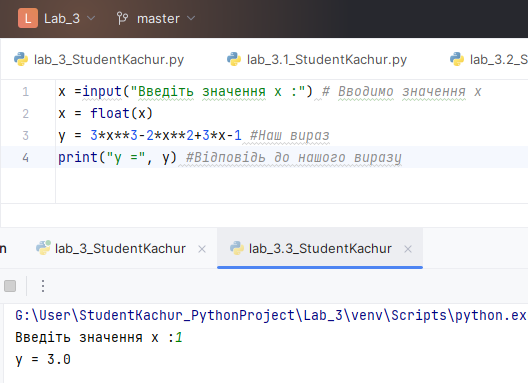 L Lab_3 master
lab_3_StudentKachur.py lab_3.1_StudentKachur.py lab_3.2_S
1 x =input("Введіть значення х :") # Вводимо значення х
2 x = float(x)
3 y = 3*x**3-2*x**2+3*x-1 #Наш вираз
4 print("y =", y) #Відповідь до нашого виразу
n lab_3_StudentKachur × lab_3.3_StudentKachur ×
G:\User\StudentKachur_PythonProject\Lab_3\venv\Scripts\python.ex
Введіть значення х :1
y = 3.0